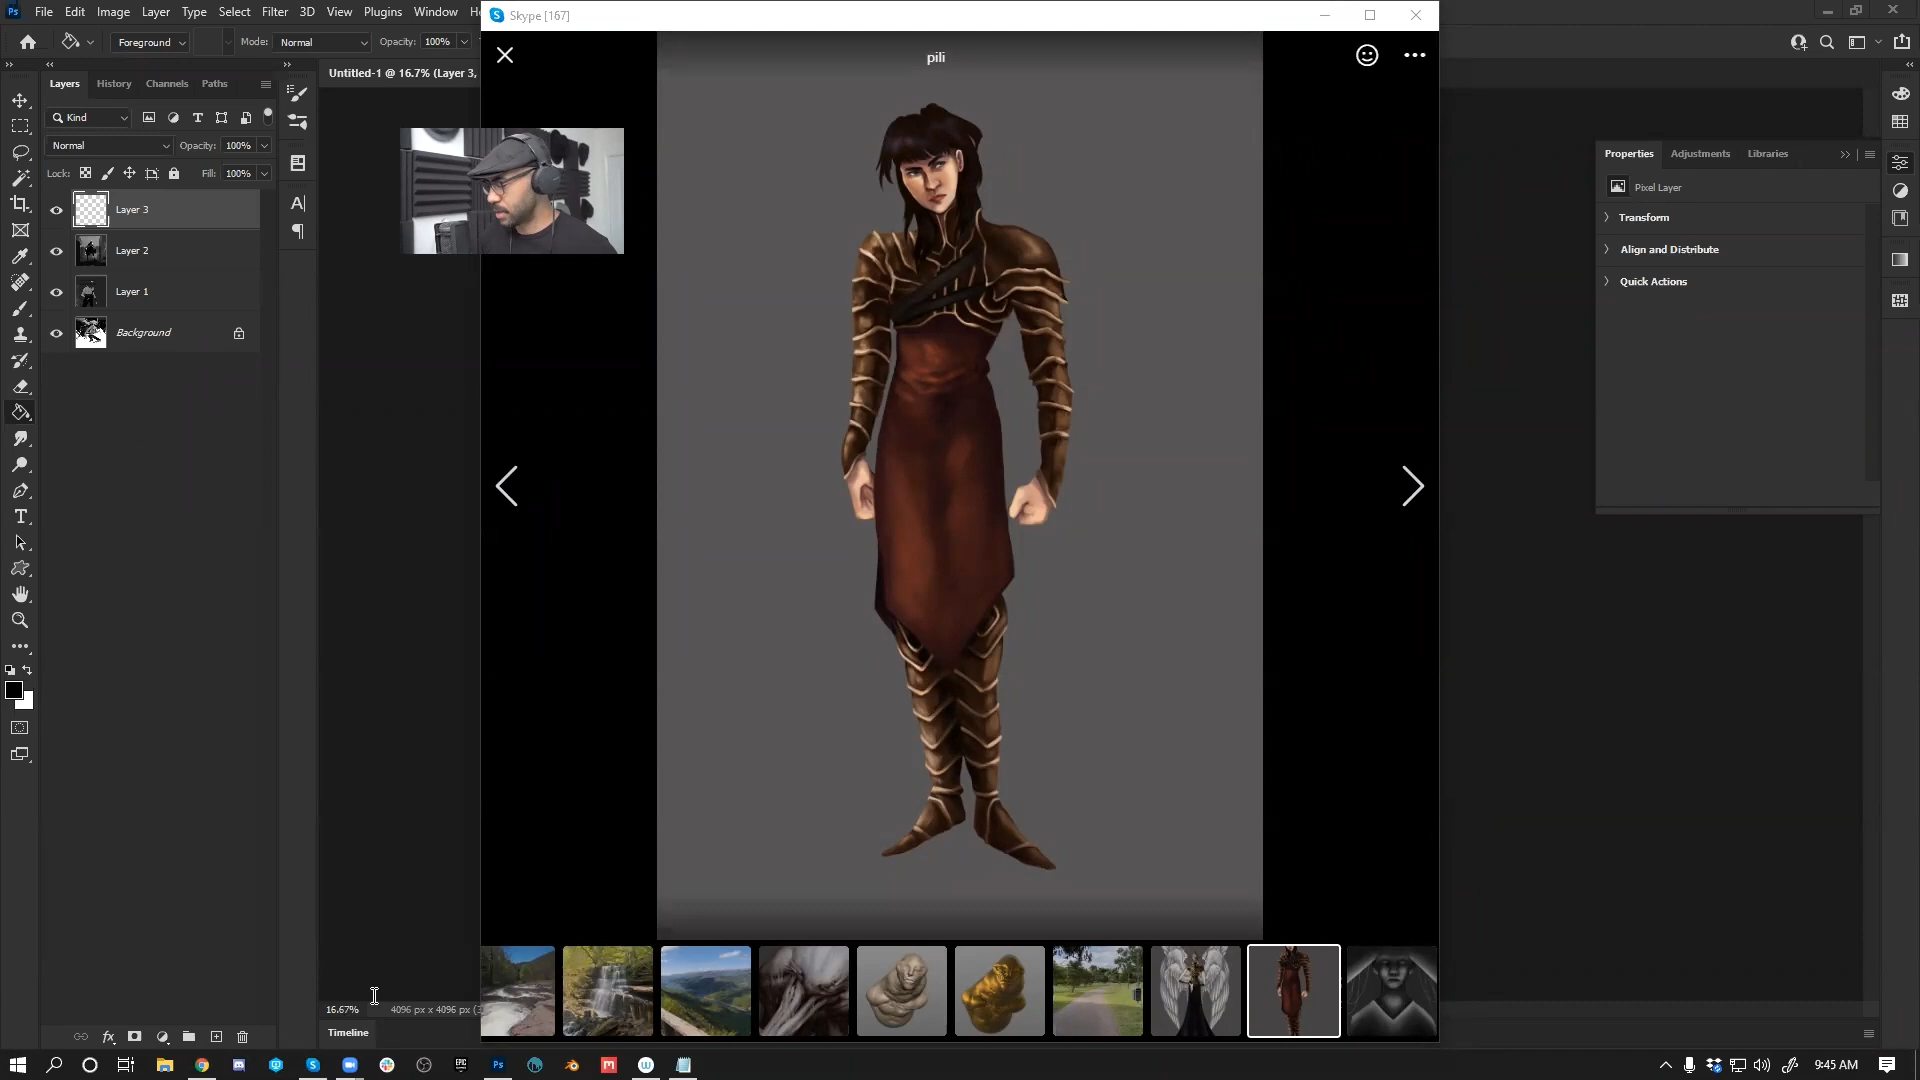 Ps File Edit Image Layer Type Select Filter 3D View Plugins Window
Foreground Mode: Normal Opacity: 100%
Skype [167]
pili
Layers History Channels Paths
Untitled-1 @ 16.7% (Layer 3,
Kind
Normal Opacity: 100%
Lock: Fill: 100%
Layer 3
Layer 2
Layer 1
Background
Properties Adjustments Libraries
Pixel Layer
Transform
Align and Distribute
Quick Actions
16.67% 4096 px x 4096 px (
Timeline
9:45 AM